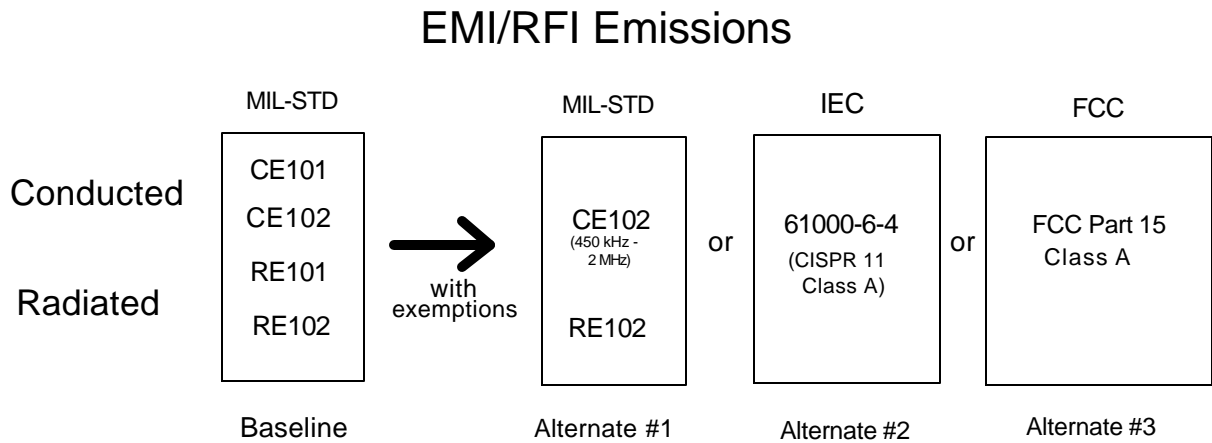 EMI/RFI Emissions
MIL-STD
MIL-STD
IEC
FCC
Conducted
Radiated
CE101
CE102
RE101
RE102
with
exemptions
CE102
(450 kHz -
2 MHz)
RE102
or
61000-6-4
(CISPR 11
Class A)
or
FCC Part 15
Class A
Baseline
Alternate #1
Alternate #2
Alternate #3